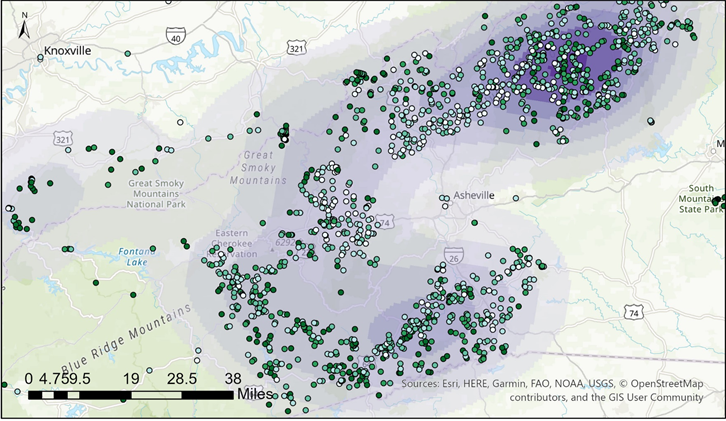 N
40
321
Knoxville
321
Great
Smoky
Mountains
Great Smoky
Mountains
National Park
Asheville
South
Mountain
State Park
M
74
Eastern
Cherokee
6292
26
Fontana
Lake
74
Blue Ridge Mountains
0 4.759.5 19 28.5 38
Miles
Sources: Esri, HERE, Garmin, FAO, NOAA, USGS, © OpenStreetMap
contributors, and the GIS User Community